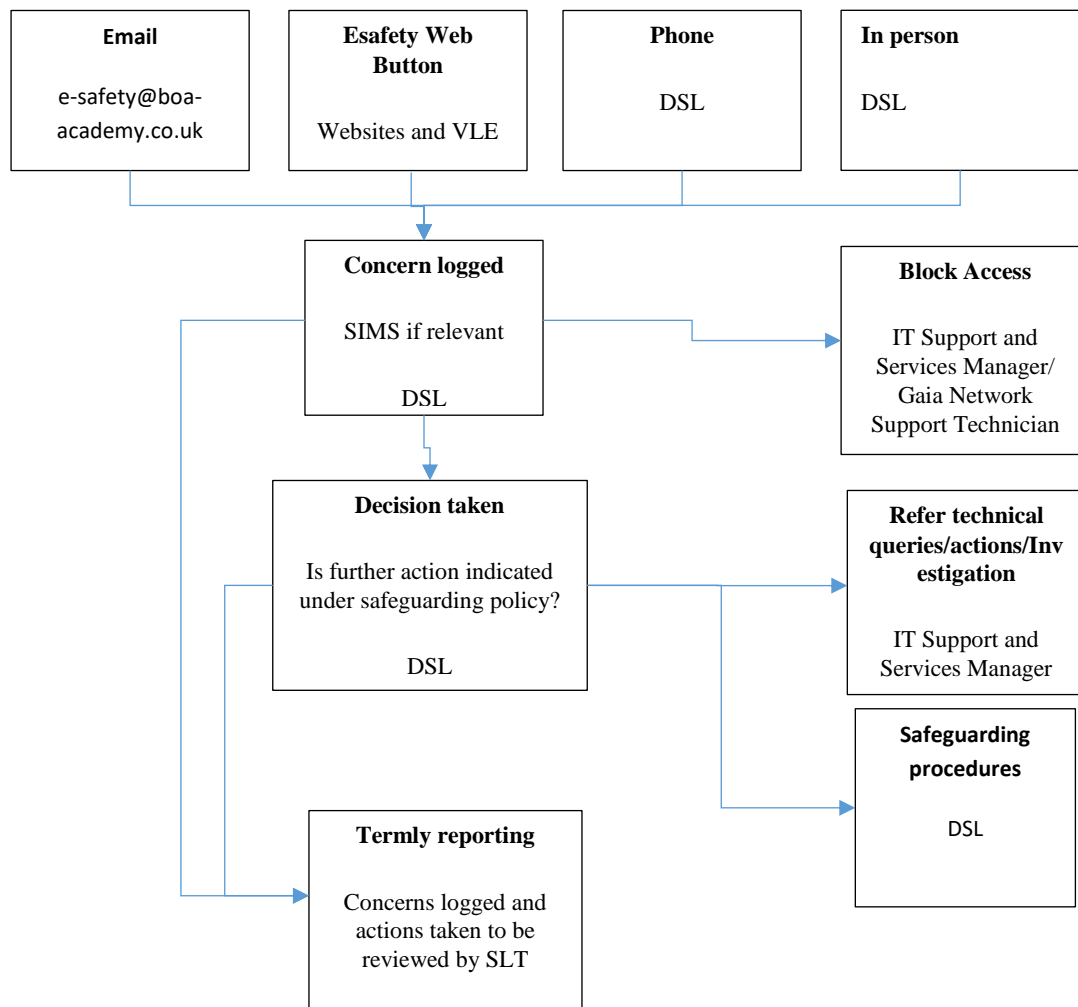 Email
e-safety@boa-
academy.co.uk
Esafety Web
Button
Websites and VLE
Phone
DSL
In person
DSL
Concern logged
SIMS if relevant
DSL
Block Access
IT Support and
Services Manager/
Gaia Network
Support Technician
Decision taken
Is further action indicated
under safeguarding policy?
DSL
Refer technical
queries/actions/Inv
estigation
IT Support and
Services Manager
Safeguarding
procedures
DSL
Termly reporting
Concerns logged and
actions taken to be
reviewed by SLT